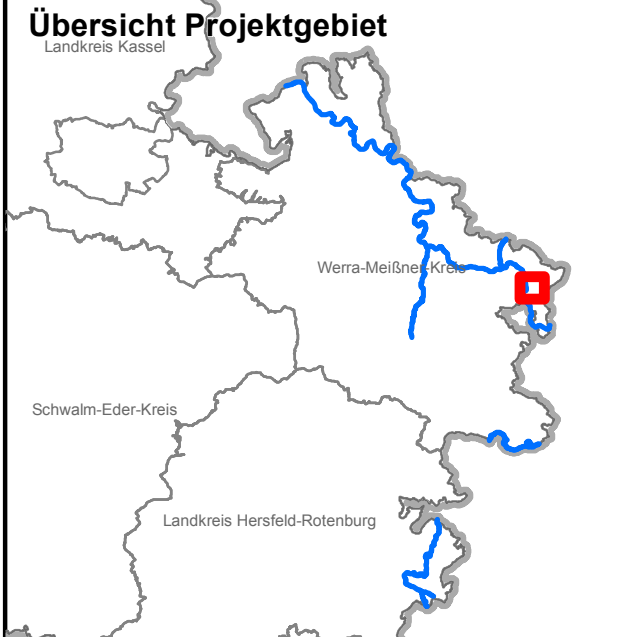 Übersicht Projektgebiet
Landkreis Kassel
Werra-Meißner-Kreis
Schwalm-Eder-Kreis
Landkreis Hersfeld-Rotenburg